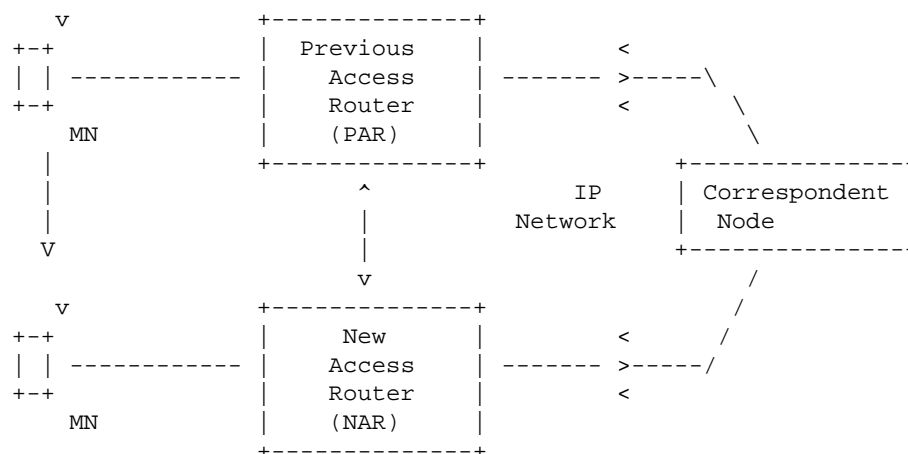 v
Previous
Access
Router
(PAR)
MN
V
v
IP
Network
Correspondent
Node
v
New
Access
Router
(NAR)
MN